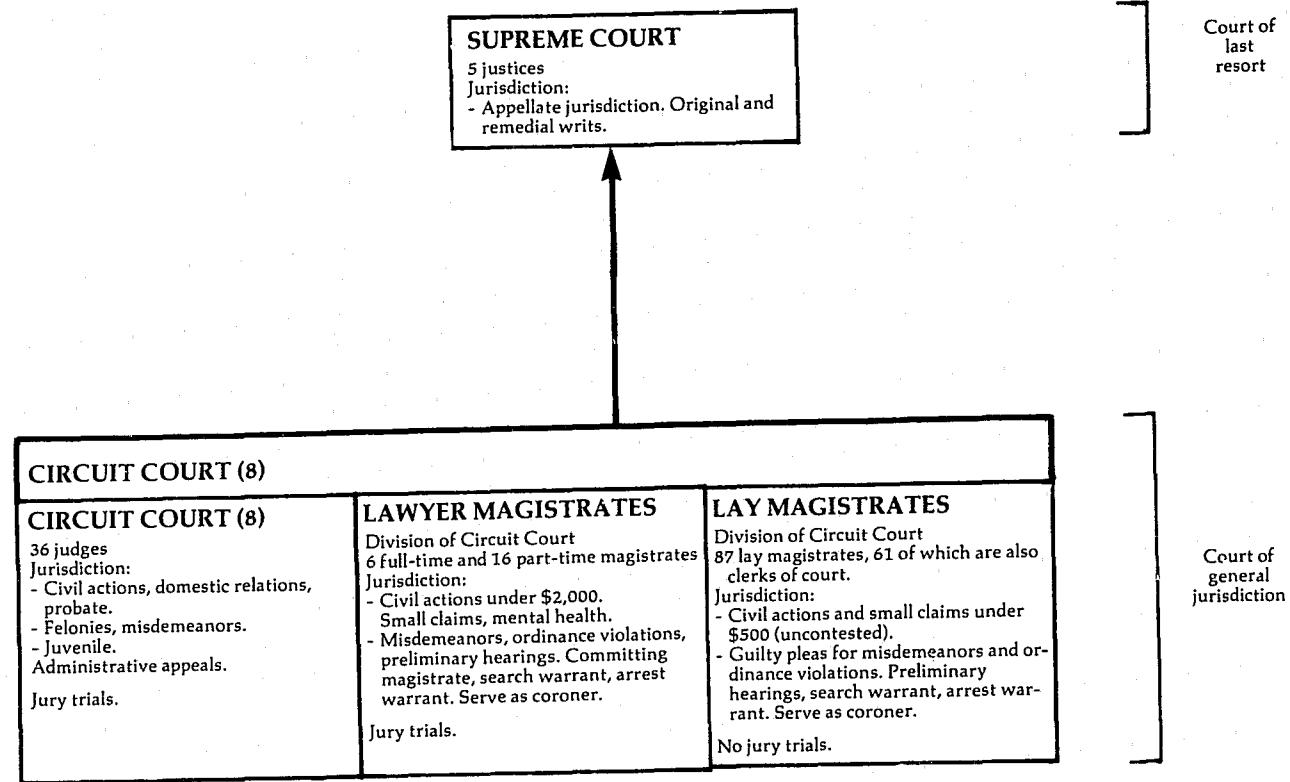 SUPREME COURT
5 justices
Jurisdiction:
- Appellate jurisdiction. Original and
remedial writs.
Court of
last
resort
CIRCUIT COURT (8)
CIRCUIT COURT (8)
36 judges
Jurisdiction:
- Civil actions, domestic relations,
probate.
- Felonies, misdemeanors.
- Juvenile.
Administrative appeals.
Jury trials.
LAWYER MAGISTRATES
Division of Circuit Court
6 full-time and 16 part-time magistrates
Jurisdiction:
- Civil actions under $2,000.
Small claims, mental health.
- Misdemeanors, ordinance violations,
preliminary hearings. Committing
magistrate, search warrant, arrest
warrant. Serve as coroner.
Jury trials.
LAY MAGISTRATES
Division of Circuit Court
87 lay magistrates, 61 of which are also
clerks of court.
Jurisdiction:
- Civil actions and small claims under
$500 (uncontested).
- Guilty pleas for misdemeanors and or-
dinance violations. Preliminary
hearings, search warrant, arrest war-
rant. Serve as coroner.
No jury trials.
Court of
general
jurisdiction